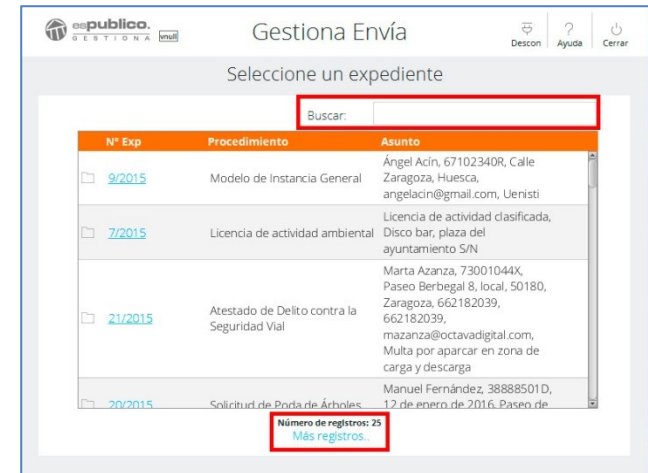 espublico.
GESTIONA vnull
Gestiona Envía
Descon Ayuda Cerrar
Seleccione un expediente
Buscar:
Nº Exp Procedimiento Asunto
9/2015 Modelo de Instancia General Ángel Acín, 67102340R, Calle
Zaragoza, Huesca,
angelacin@gmail.com, Uenisti
7/2015 Licencia de actividad ambiental Licencia de actividad clasificada,
Disco bar, plaza del
ayuntamiento S/N
21/2015 Atestado de Delito contra la
Seguridad Vial
Marta Azanza, 73001044X,
Paseo Berbegal 8, local, 50180,
Zaragoza, 662182039,
662182039,
mazanza@octavadigital.com,
Multa por aparcar en zona de
carga y descarga
20/2015 Solicitud de Poda de Árboles Manuel Fernández, 38888501D,
12 de enero de 2016, Paseo de
Número de registros: 25
Más registros..